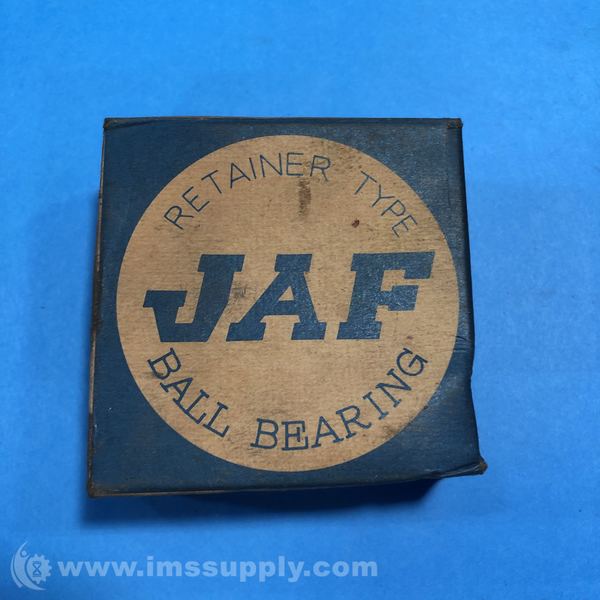 RETAINER TYPE
JAF
BALL BEARING
www.imssupply.com